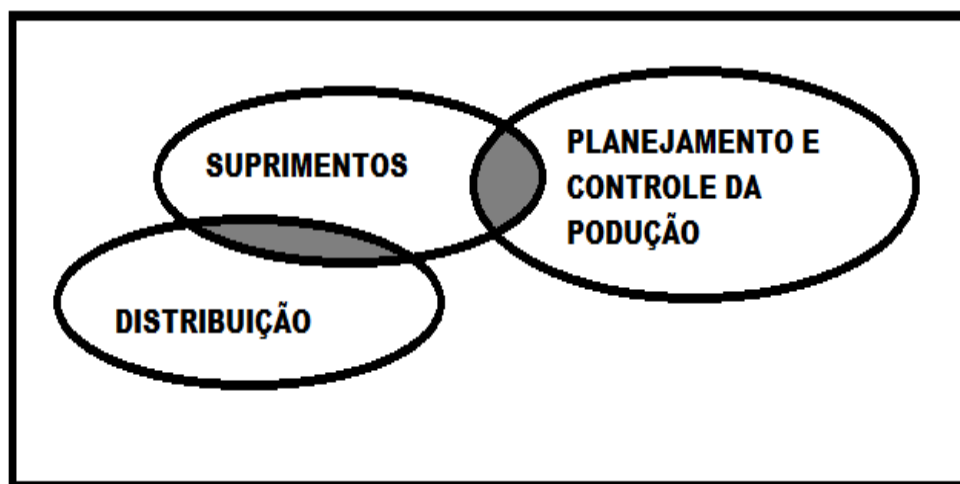 SUPRIMENTOS
PLANEJAMENTO E
CONTROLE DA
PODUÇÃO
DISTRIBUIÇÃO